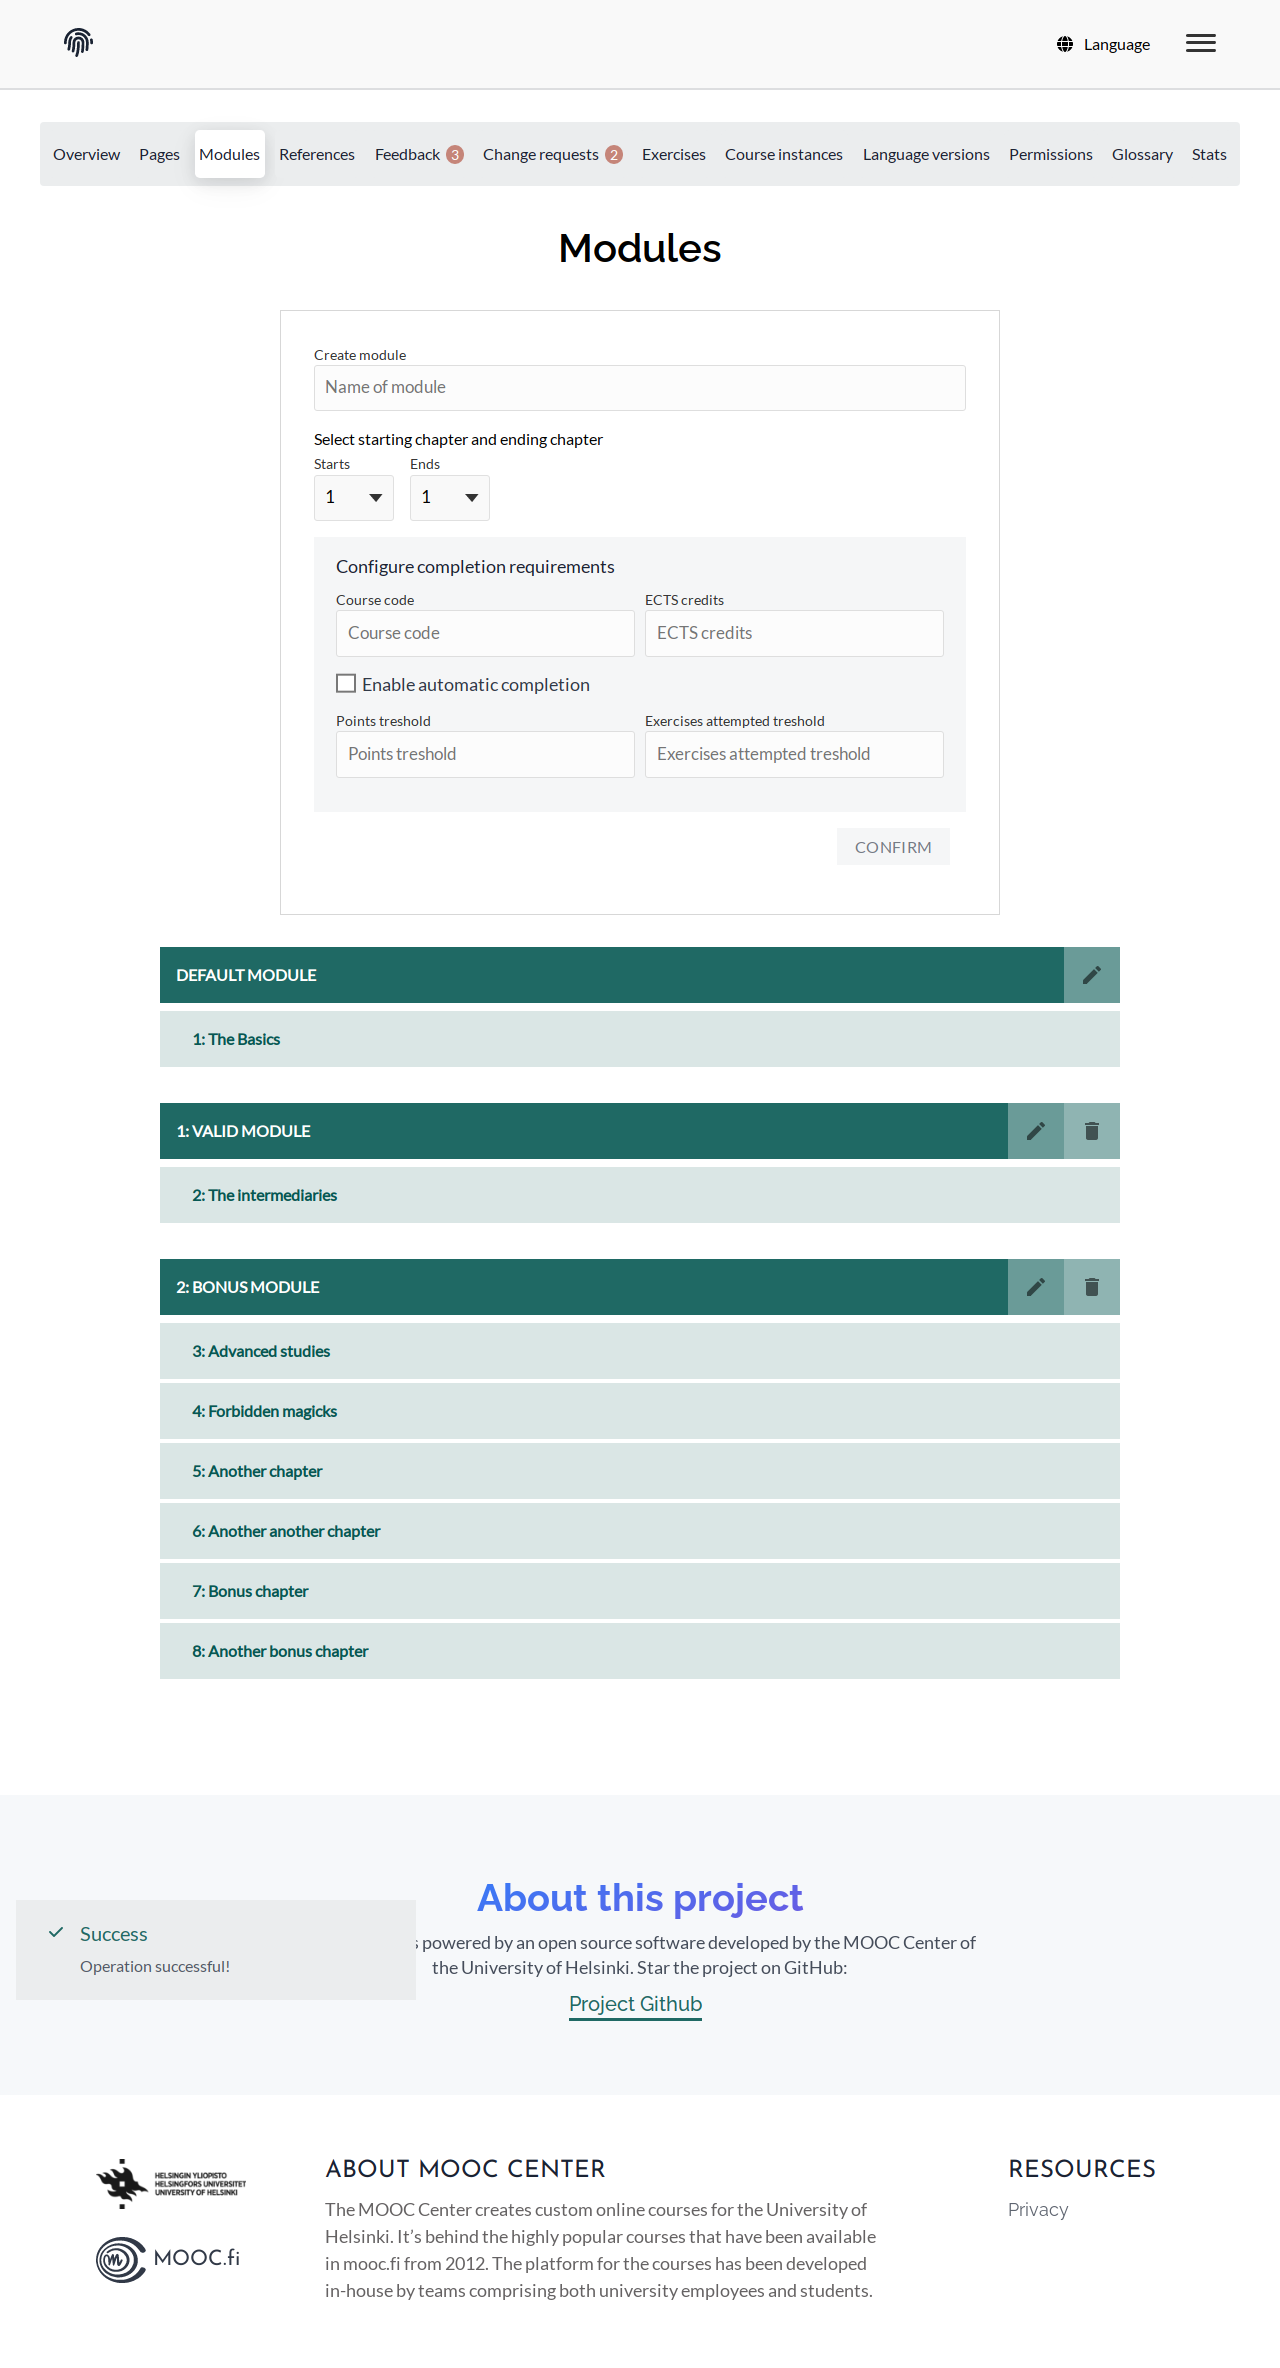 Language
Overview Pages Modules References Feedback 3 Change requests 2 Exercises Course instances Language versions Permissions Glossary Stats
Modules
Create module
Name of module
Select starting chapter and ending chapter
Starts Ends
1 1
Configure completion requirements
Course code ECTS credits
Course code ECTS credits
Enable automatic completion
Points treshold Exercises attempted treshold
Points treshold Exercises attempted treshold
CONFIRM
DEFAULT MODULE
1: The Basics
1: VALID MODULE
2: The intermediaries
2: BONUS MODULE
3: Advanced studies
4: Forbidden magicks
5: Another chapter
6: Another another chapter
7: Bonus chapter
8: Another bonus chapter
About this project
Success
Operation successful!
powered by an open source software developed by the MOOC Center of
the University of Helsinki. Star the project on GitHub:
Project Github
HELSINGIN YLIOPISTO
HELSINGFORS UNIVERSITET
UNIVERSITY OF HELSINKI
MOOC.fi
ABOUT MOOC CENTER
The MOOC Center creates custom online courses for the University of
Helsinki. It’s behind the highly popular courses that have been available
in mooc.fi from 2012. The platform for the courses has been developed
in-house by teams comprising both university employees and students.
RESOURCES
Privacy